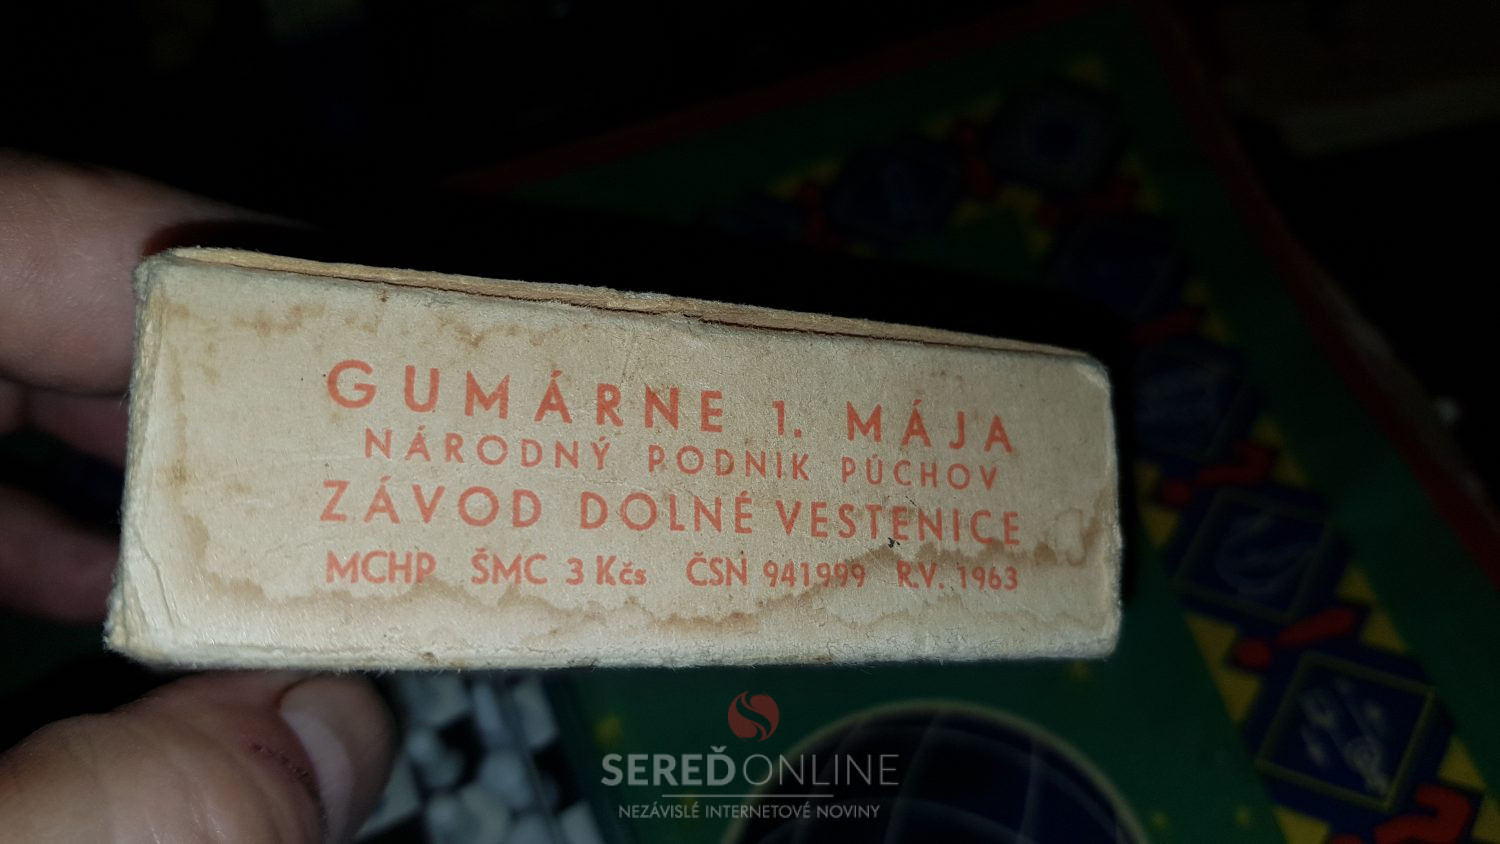 GUMÁRNE 1. MÁJA
NÁRODNÝ PODNIK PÚCHOV
ZÁVOD DOLNÉ VESTENICE
MCHP ŠMC 3 Kčs ČSN 941999 R.V. 1963
SEREĎONLINE
NEZÁVISLÉ INTERNETOVÉ NOVINY